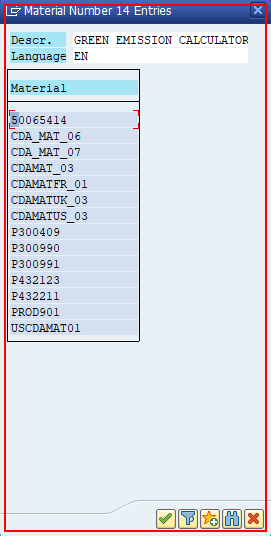 Material Number 14 Entries
Descr. GREEN EMISSION CALCULATOR
Language EN
Material
50065414
CDA_MAT_06
CDA_MAT_07
CDAMAT_03
CDAMATFR_01
CDAMATUK_03
CDAMATUS_03
P300409
P300990
P300991
P432123
P432211
PROD901
USCDAMAT01